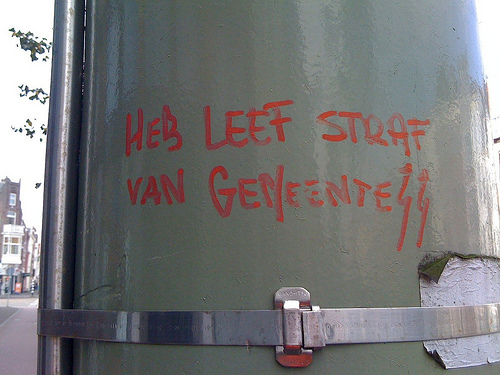 HEB LEEF STRAF
VAN GEMEENTE!!